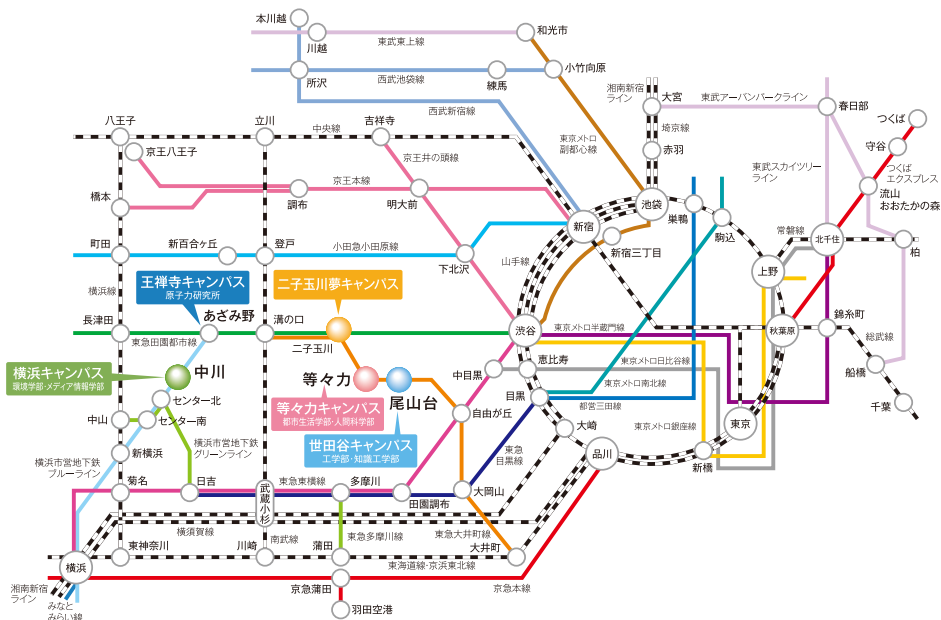 本川越
川越
東武東上線
和光市
所沢
西武池袋線
練馬
小竹向原
西武新宿線
湘南新宿
ライン
大宮
東武アーバンパークライン
春日部
つくば
守谷
つくば
エクスプレス
流山
おおたかの森
柏
八王子
京王八王子
立川
中央線
吉祥寺
京王井の頭線
東京メトロ
副都心線
埼京線
赤羽
東武スカイツリー
ライン
橋本
京王本線
調布
明大前
新宿
池袋
巣鴨
駒込
常磐線
北千住
町田
新百合ヶ丘
登戸
小田急小田原線
下北沢
山手線
新宿三丁目
上野
王禅寺キャンパス
原子力研究所
二子玉川夢キャンパス
横浜線
長津田
あざみ野
東急田園都市線
溝の口
二子玉川
渋谷
東京メトロ半蔵門線
秋葉原
錦糸町
総武線
船橋
千葉
横浜キャンパス
環境学部・メディア情報学部
中川
等々力
尾山台
中目黒
恵比寿
東京メトロ日比谷線
東京メトロ南北線
目黒
都営三田線
等々力キャンパス
都市生活学部・人間科学部
世田谷キャンパス
工学部・知識工学部
センター北
センター南
中山
自由が丘
大崎
東京メトロ銀座線
東京
新橋
品川
新横浜
横浜市営地下鉄
グリーンライン
横浜市営地下鉄
ブルーライン
東急
目黒線
菊名
日吉
東急東横線
武蔵小杉
多摩川
田園調布
大岡山
横須賀線
南武線
東急多摩川線
東急大井町線
大井町
横浜
東神奈川
川崎
蒲田
東海道線・京浜東北線
京急蒲田
京急本線
羽田空港
湘南新宿
ライン
みなと
みらい線